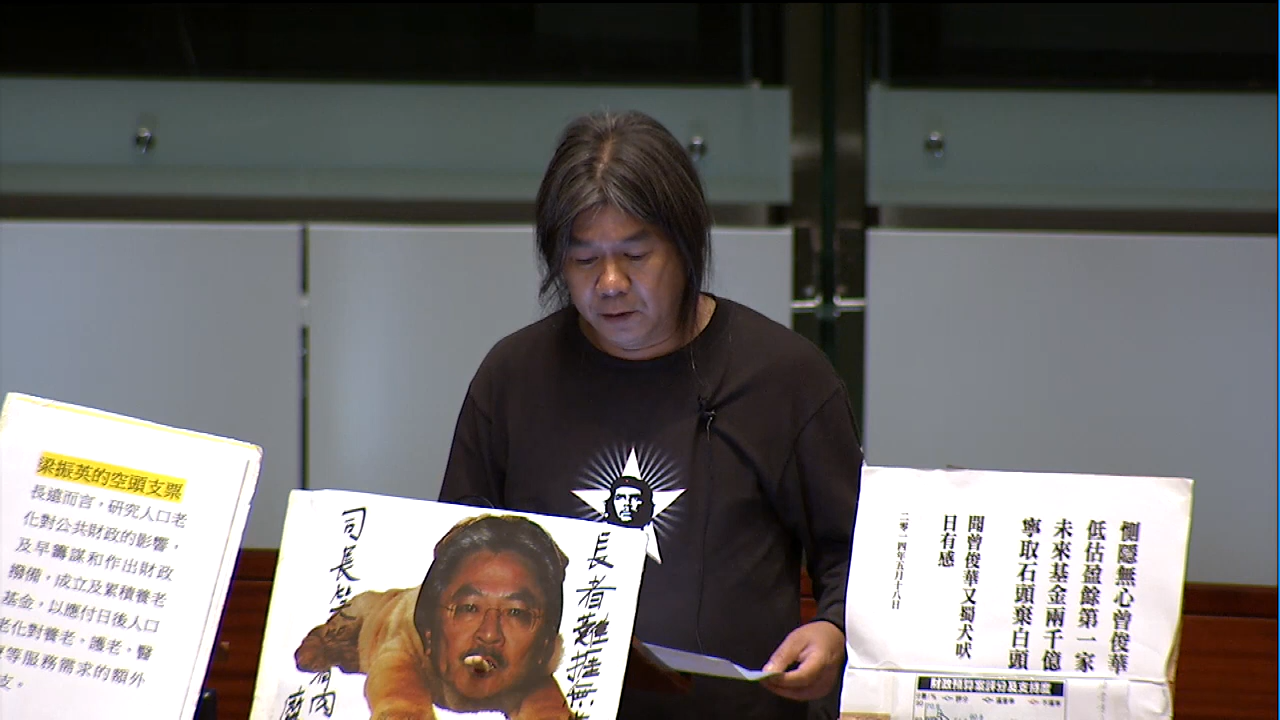 梁振英的空頭支票
長遠而言，研究人口老
化對公共財政的影響，
及早籌謀和作出財政
撥備，成立及累積養老
基金，以應付日後人口
老化對養老，護老，醫
等服務需求的額外
支。
長者難捱無
司長笑
肉
惻隱無心曾俊華
低估盈餘第一家
未來基金兩千億
寧取石頭棄白頭
聞曾俊華又蜀犬吠
日有感
二零一四年五月十八日
財政預算案評分及支持度